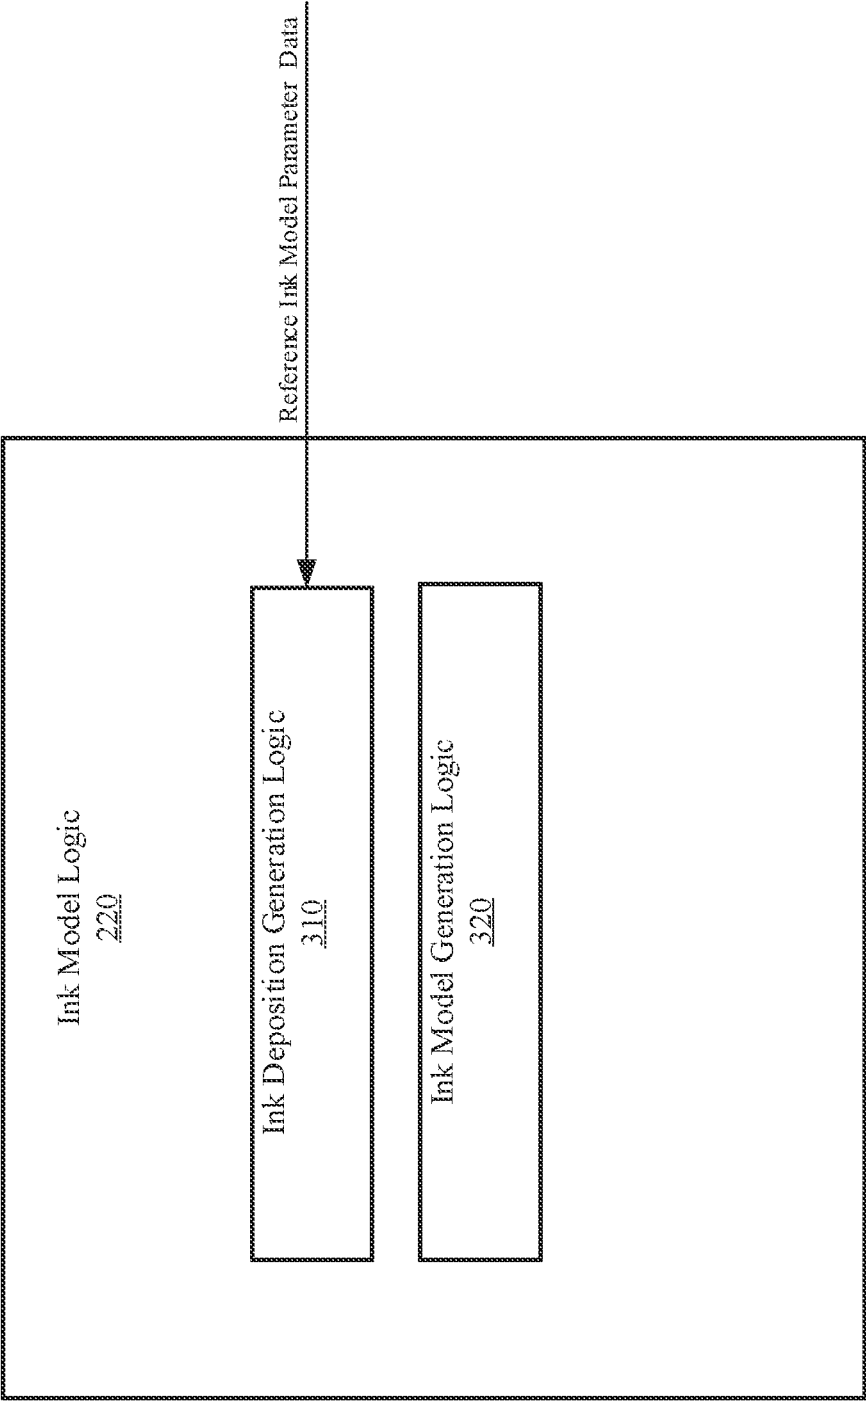 Ink Model Logic
220
Reference Ink Model Parameter Data
Ink Deposition Generation Logic
310
Ink Model Generation Logic
320